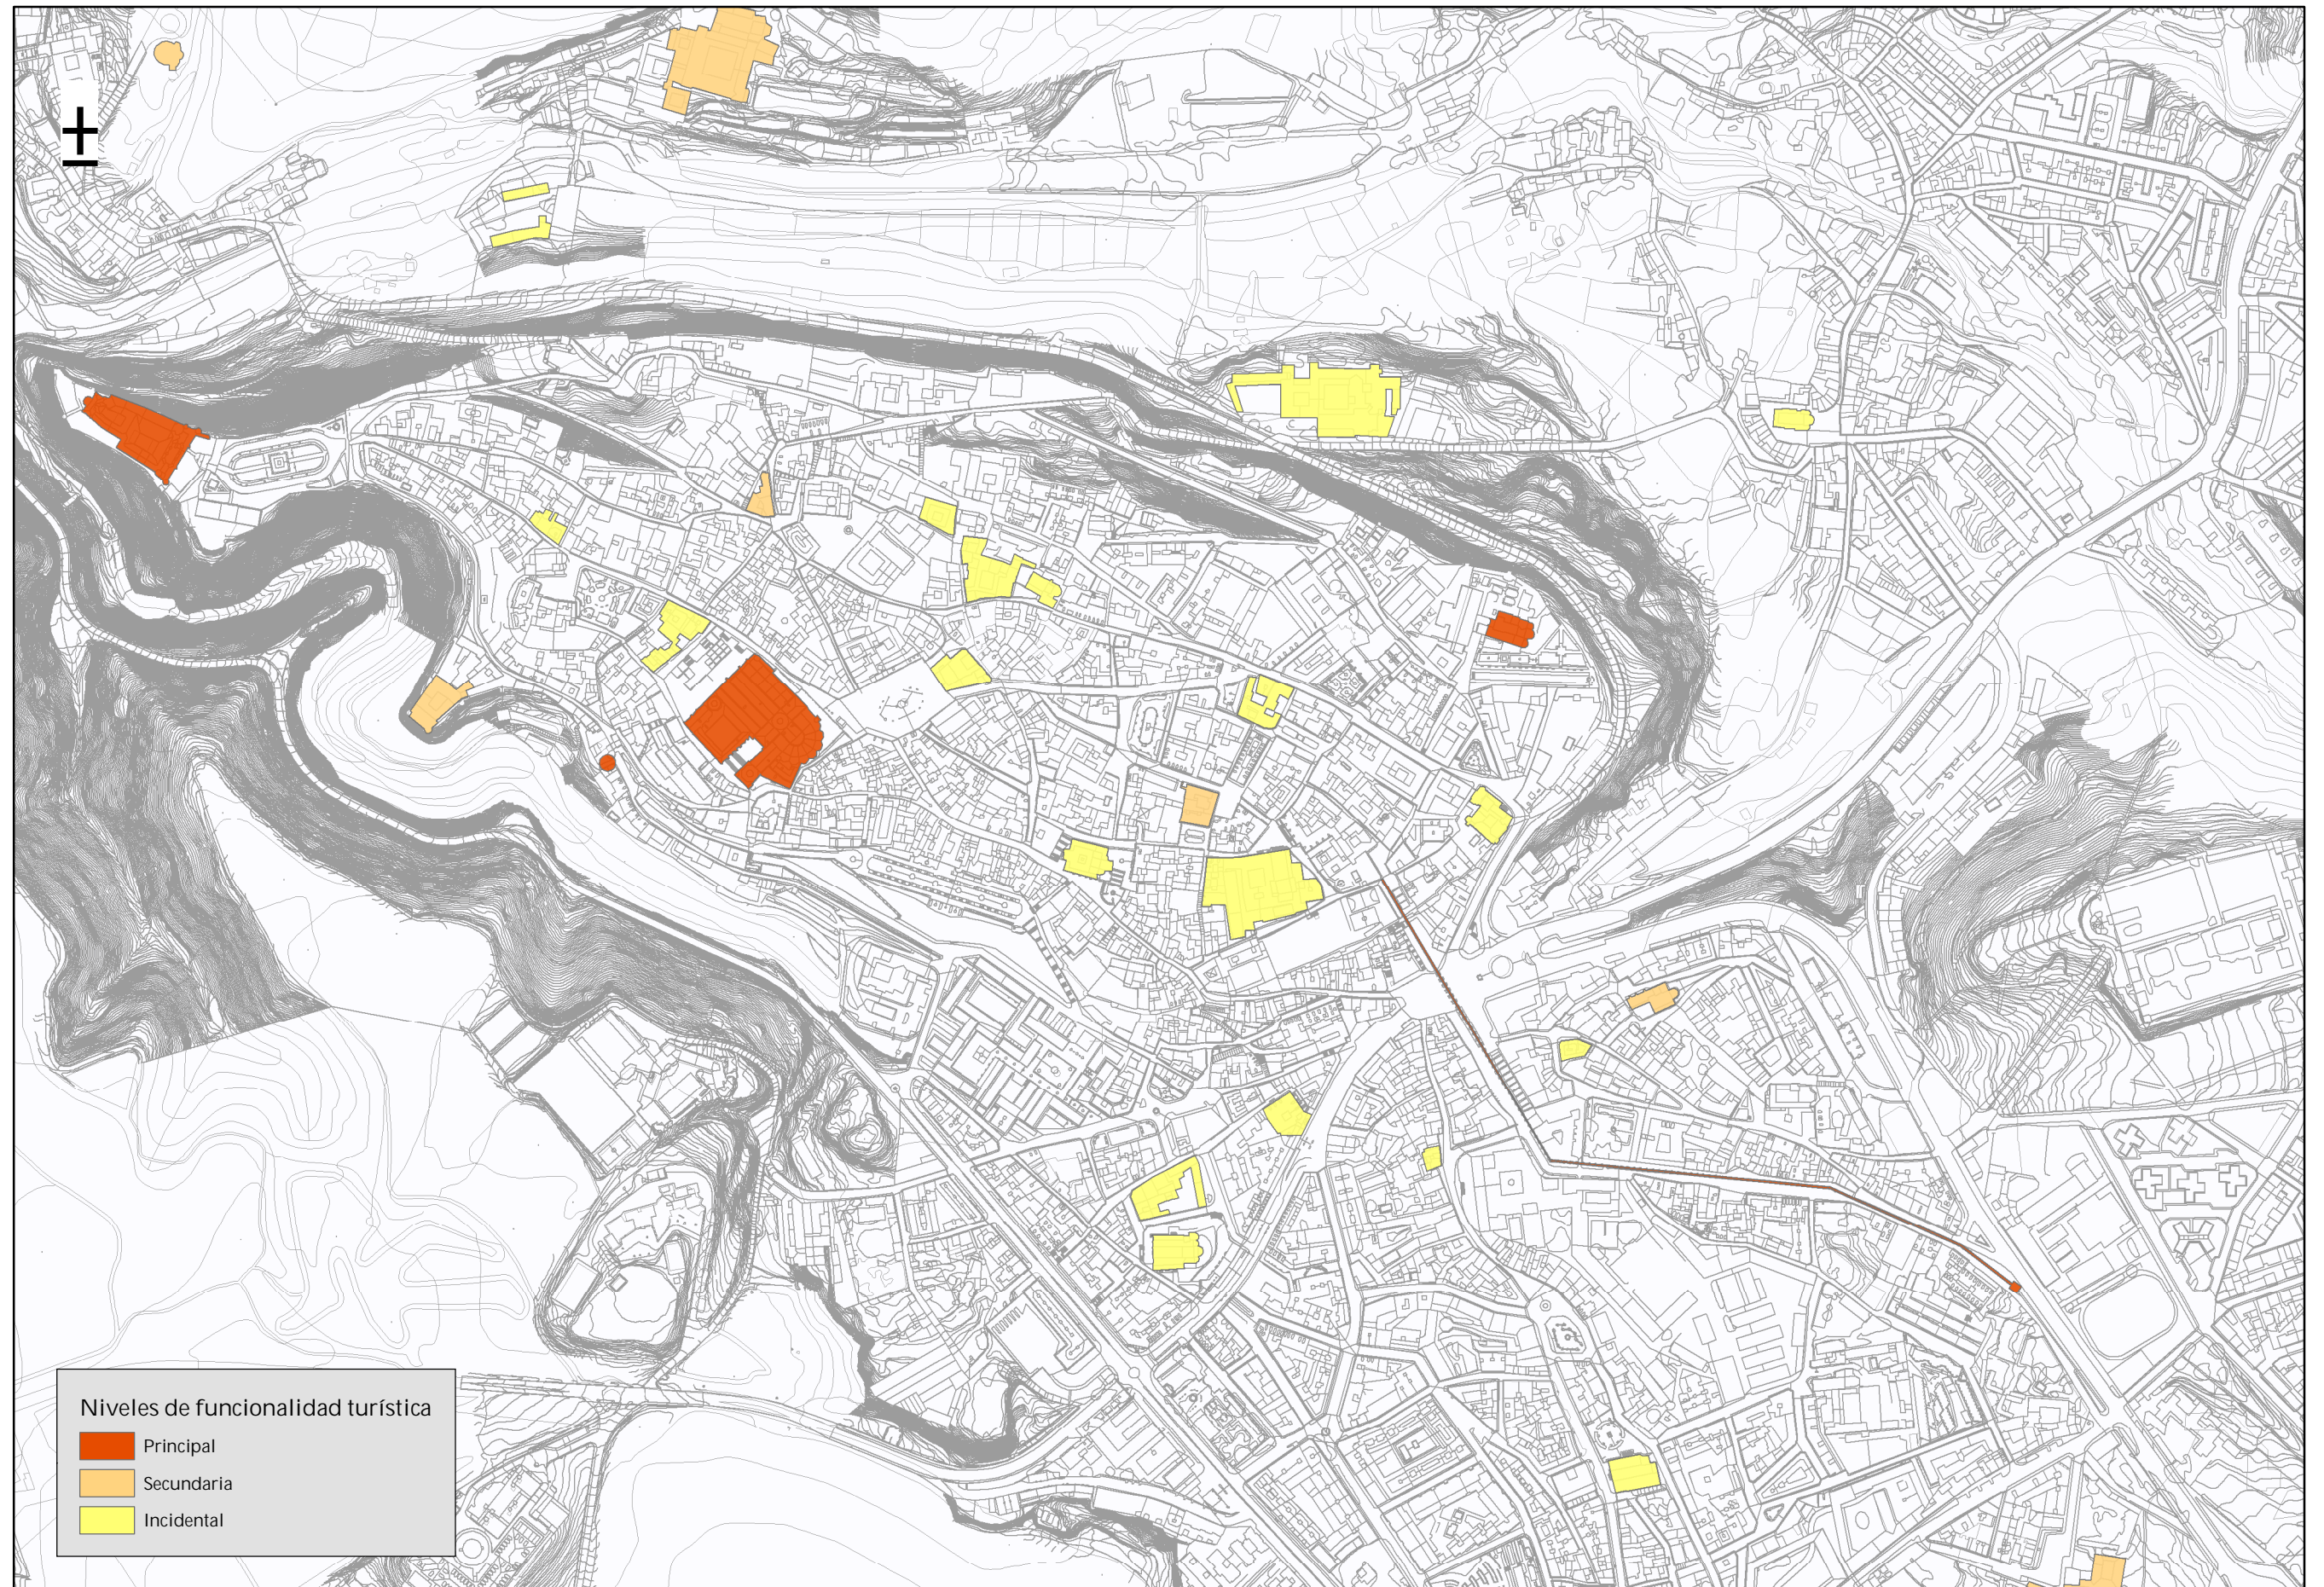 Niveles de funcionalidad turística
Principal
Secundaria
Incidental